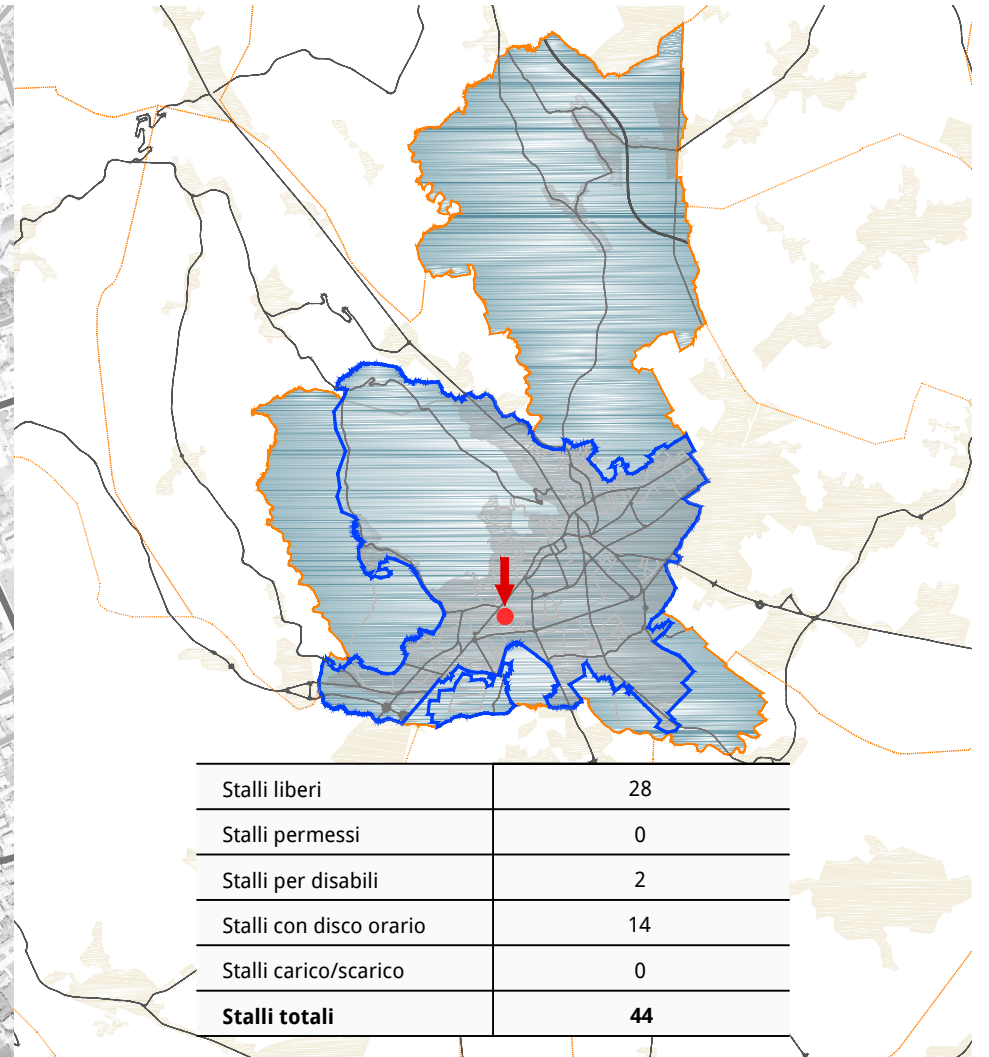 Stalli liberi 28
Stalli permessi 0
Stalli per disabili 2
Stalli con disco orario 14
Stalli carico/scarico 0
Stalli totali 44